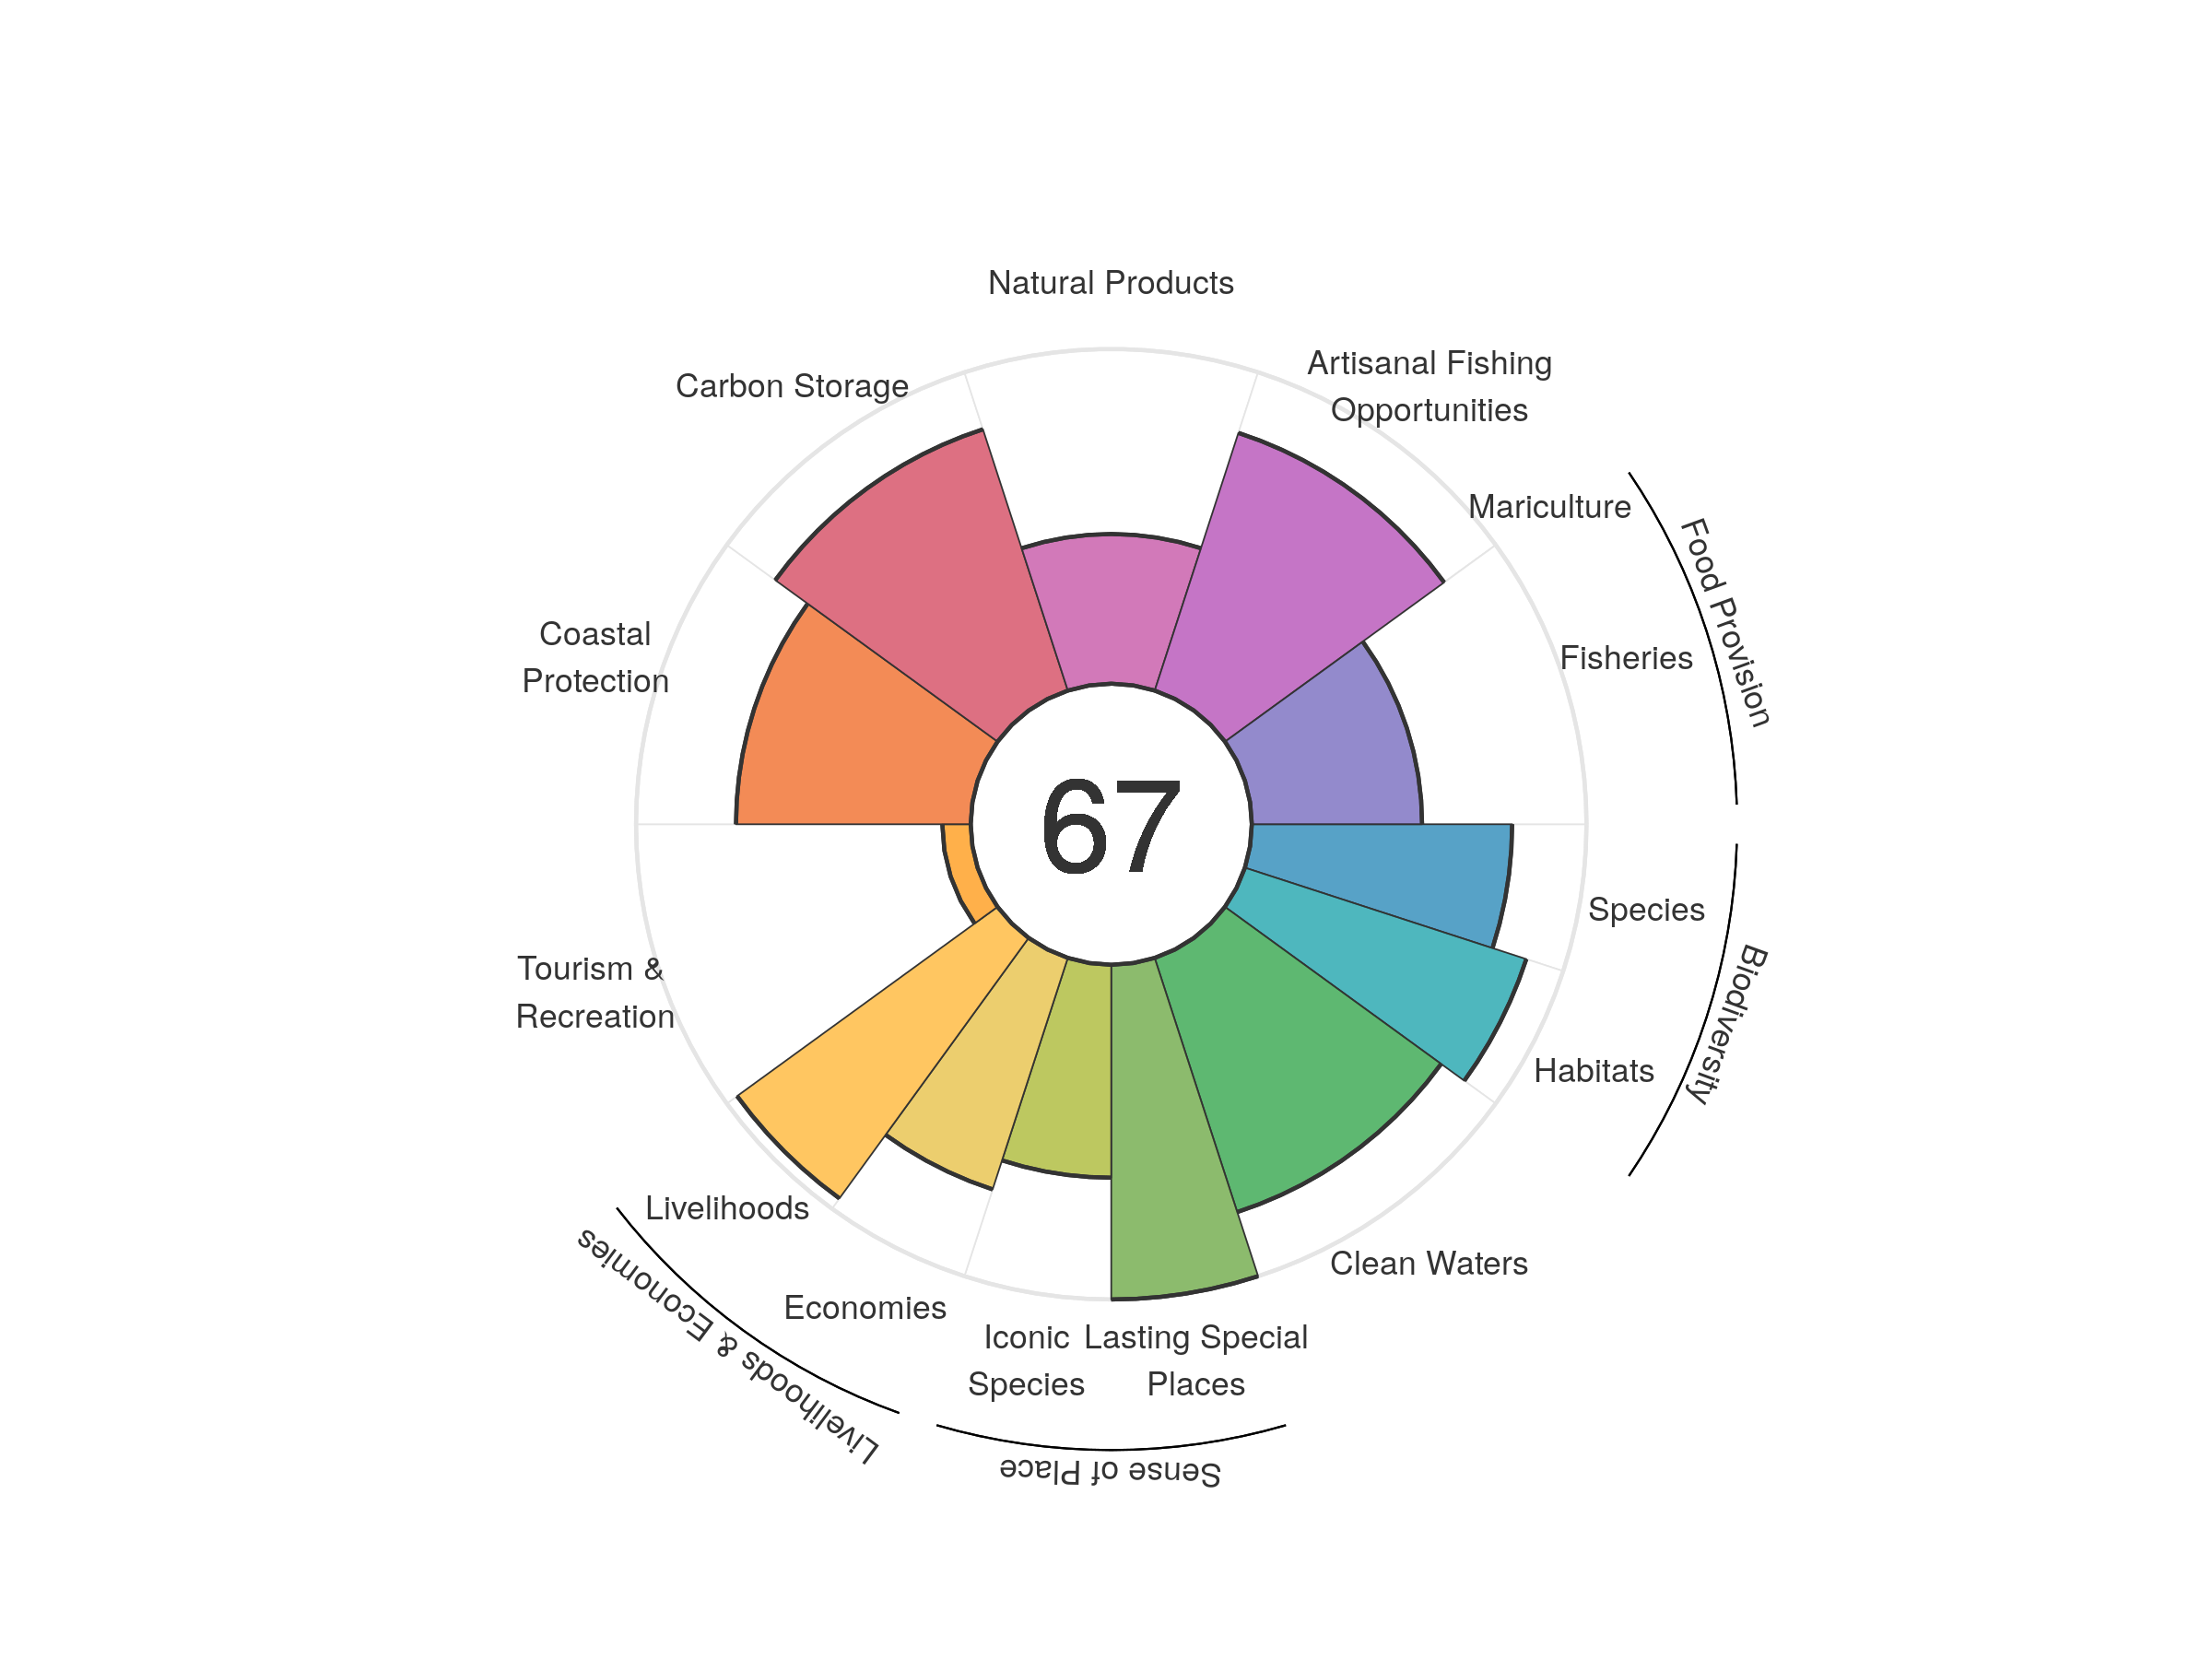 Natural Products
Artisanal Fishing
Opportunities
Carbon Storage
Mariculture
Food Provision
Fisheries
Coastal
Protection
67
Species
Biodiversity
Tourism &
Recreation
Habitats
Livelihoods
Clean Waters
Livelihoods & Economies
Economies
Iconic
Species
Lasting Special
Places
Sense of Place